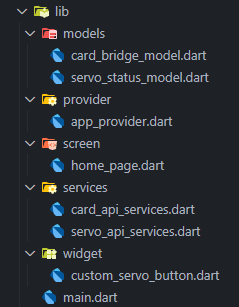 lib
models
card_bridge_model.dart
servo_status_model.dart
provider
app_provider.dart
screen
home_page.dart
services
card_api_services.dart
servo_api_services.dart
widget
custom_servo_button.dart
main.dart